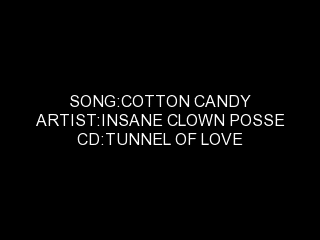 SONG:COTTON CANDY
ARTIST:INSANE CLOWN POSSE
CD:TUNNEL OF LOVE